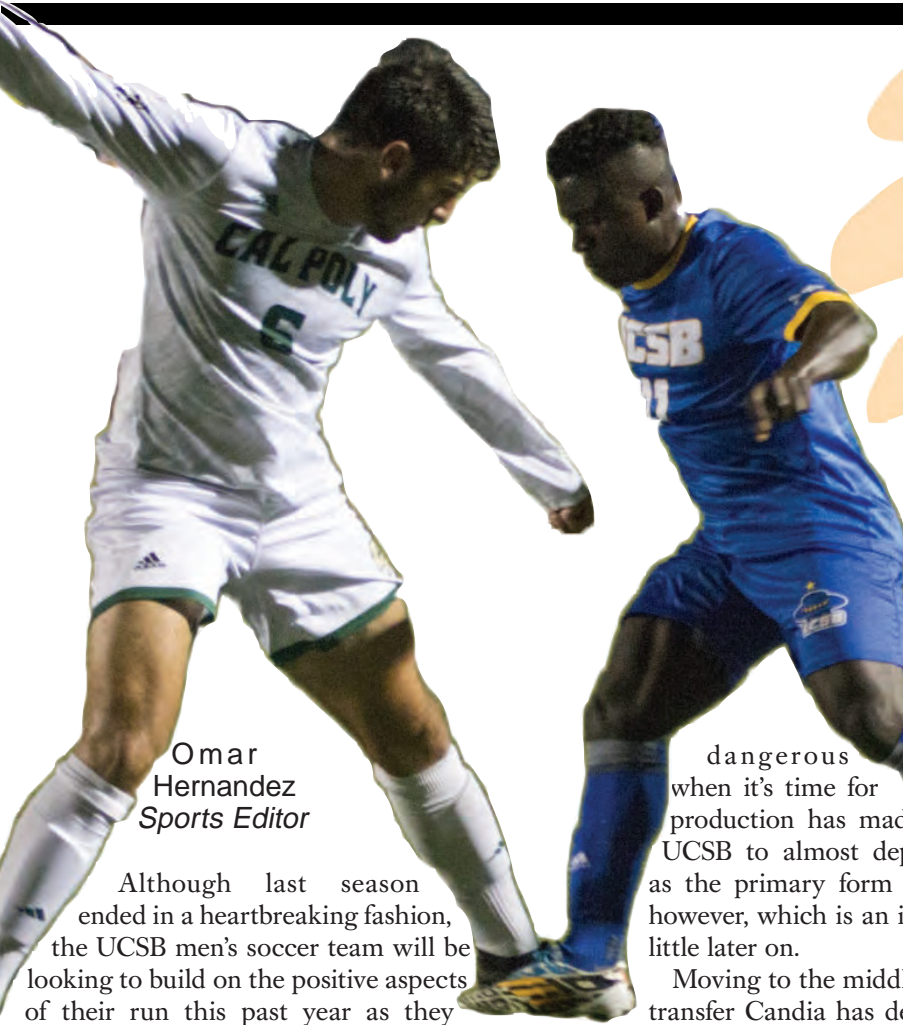 CAL POLY
6
UCSB
Omar
Hernandez
Sports Editor
Although last season
ended in a heartbreaking fashion,
the UCSB men's soccer team will be
looking to build on the positive aspects
of their run this past year as they
dangerous
when it's time for
production has mad
UCSB to almost dep
as the primary form
however, which is an i
little later on.
Moving to the middl
transfer Candia has de